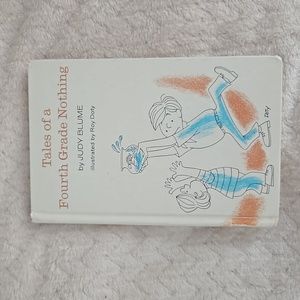 Tales of a
Fourth Grade Nothing
by JUDY BLUME
illustrated by Roy Doty